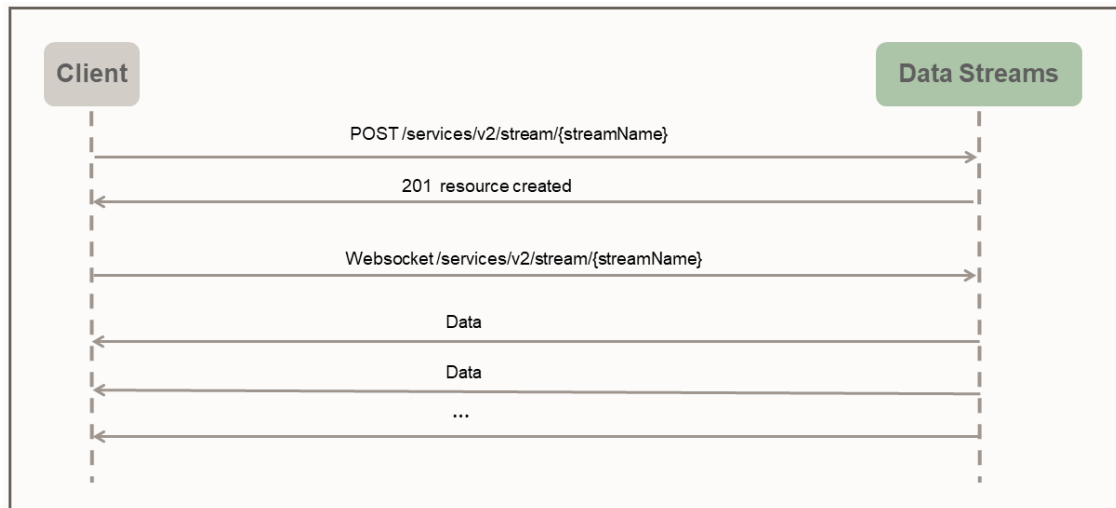 Client
Data Streams
POST /services/v2/stream/{streamName}
201 resource created
Websocket /services/v2/stream/{streamName}
Data
Data
...